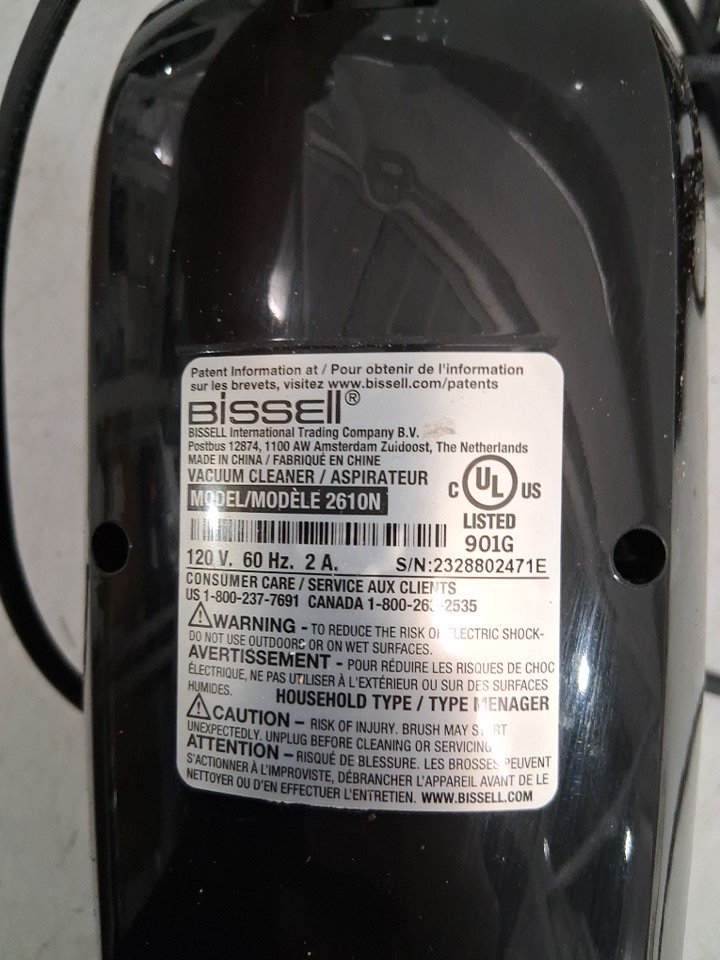 Patent Information at / Pour obtenir de l'information
sur les brevets, visitez www.bissell.com/patents
BISSELL®
BISSELL International Trading Company B.V.
Postbus 12874, 1100 AW Amsterdam Zuidoost, The Netherlands
MADE IN CHINA / FABRIQUÉ EN CHINE
VACUUM CLEANER / ASPIRATEUR
MODEL/MODÈLE 2610N
C UL US
LISTED
901G
120 V. 60 Hz. 2 A. S/N:2328802471E
CONSUMER CARE / SERVICE AUX CLIENTS
US 1-800-237-7691 CANADA 1-800-263-2535
WARNING - TO REDUCE THE RISK OF ELECTRIC SHOCK-
DO NOT USE OUTDOORS OR ON WET SURFACES.
AVERTISSEMENT - POUR RÉDUIRE LES RISQUES DE CHOC
ÉLECTRIQUE, NE PAS UTILISER À L'EXTÉRIEUR OU SUR DES SURFACES
HUMIDES. HOUSEHOLD TYPE / TYPE MENAGER
CAUTION - RISK OF INJURY. BRUSH MAY START
UNEXPECTEDLY. UNPLUG BEFORE CLEANING OR SERVICING
ATTENTION - RISQUÉ DE BLESSURE. LES BROSSES PEUVENT
S'ACTIONNER À L'IMPROVISTE, DÉBRANCHER L'APPAREIL AVANT DE LE
NETTOYER OU D'EN EFFECTUER L'ENTRETIEN. WWW.BISSELL.COM